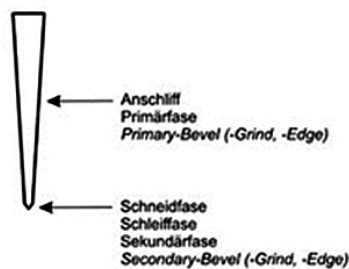 Anschliff
Primärfase
Primary-Bevel (-Grind, -Edge)
Schneidfase
Schleiffase
Sekundärfase
Secondary-Bevel (-Grind, -Edge)